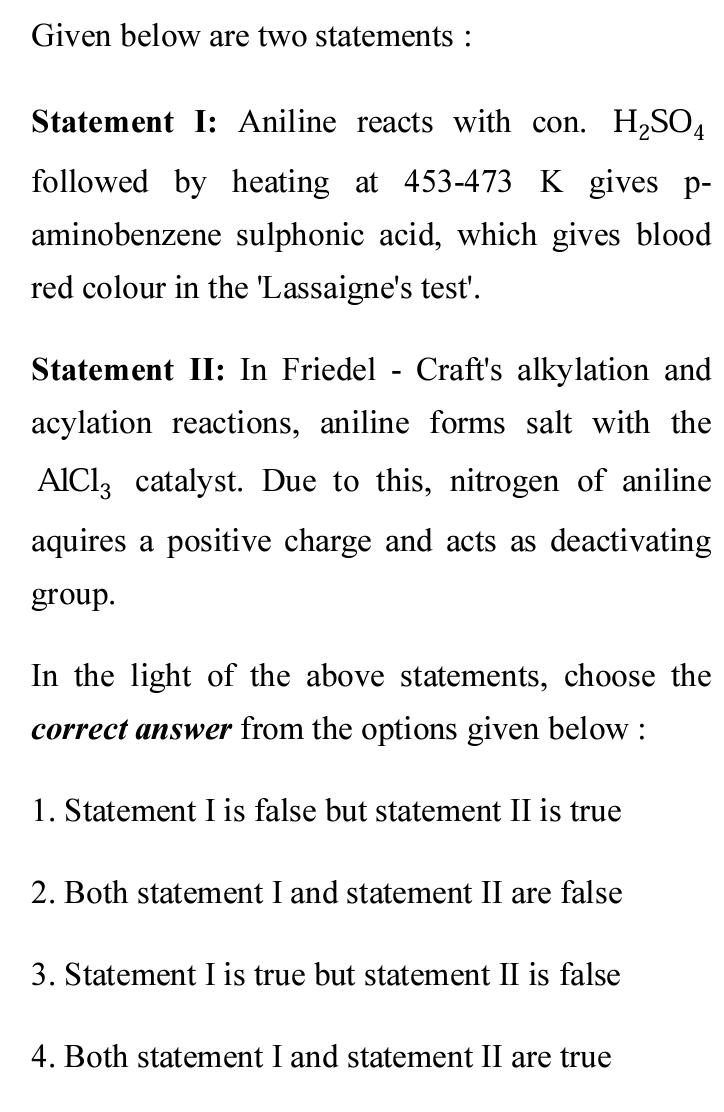 Given below are two statements :
Statement I: Aniline reacts with con. H₂SO₄
followed by heating at 453-473 K gives p-
aminobenzene sulphonic acid, which gives blood
red colour in the 'Lassaigne's test'.
Statement II: In Friedel - Craft's alkylation and
acylation reactions, aniline forms salt with the
AlCl₃ catalyst. Due to this, nitrogen of aniline
aquires a positive charge and acts as deactivating
group.
In the light of the above statements, choose the
correct answer from the options given below :
1. Statement I is false but statement II is true
2. Both statement I and statement II are false
3. Statement I is true but statement II is false
4. Both statement I and statement II are true